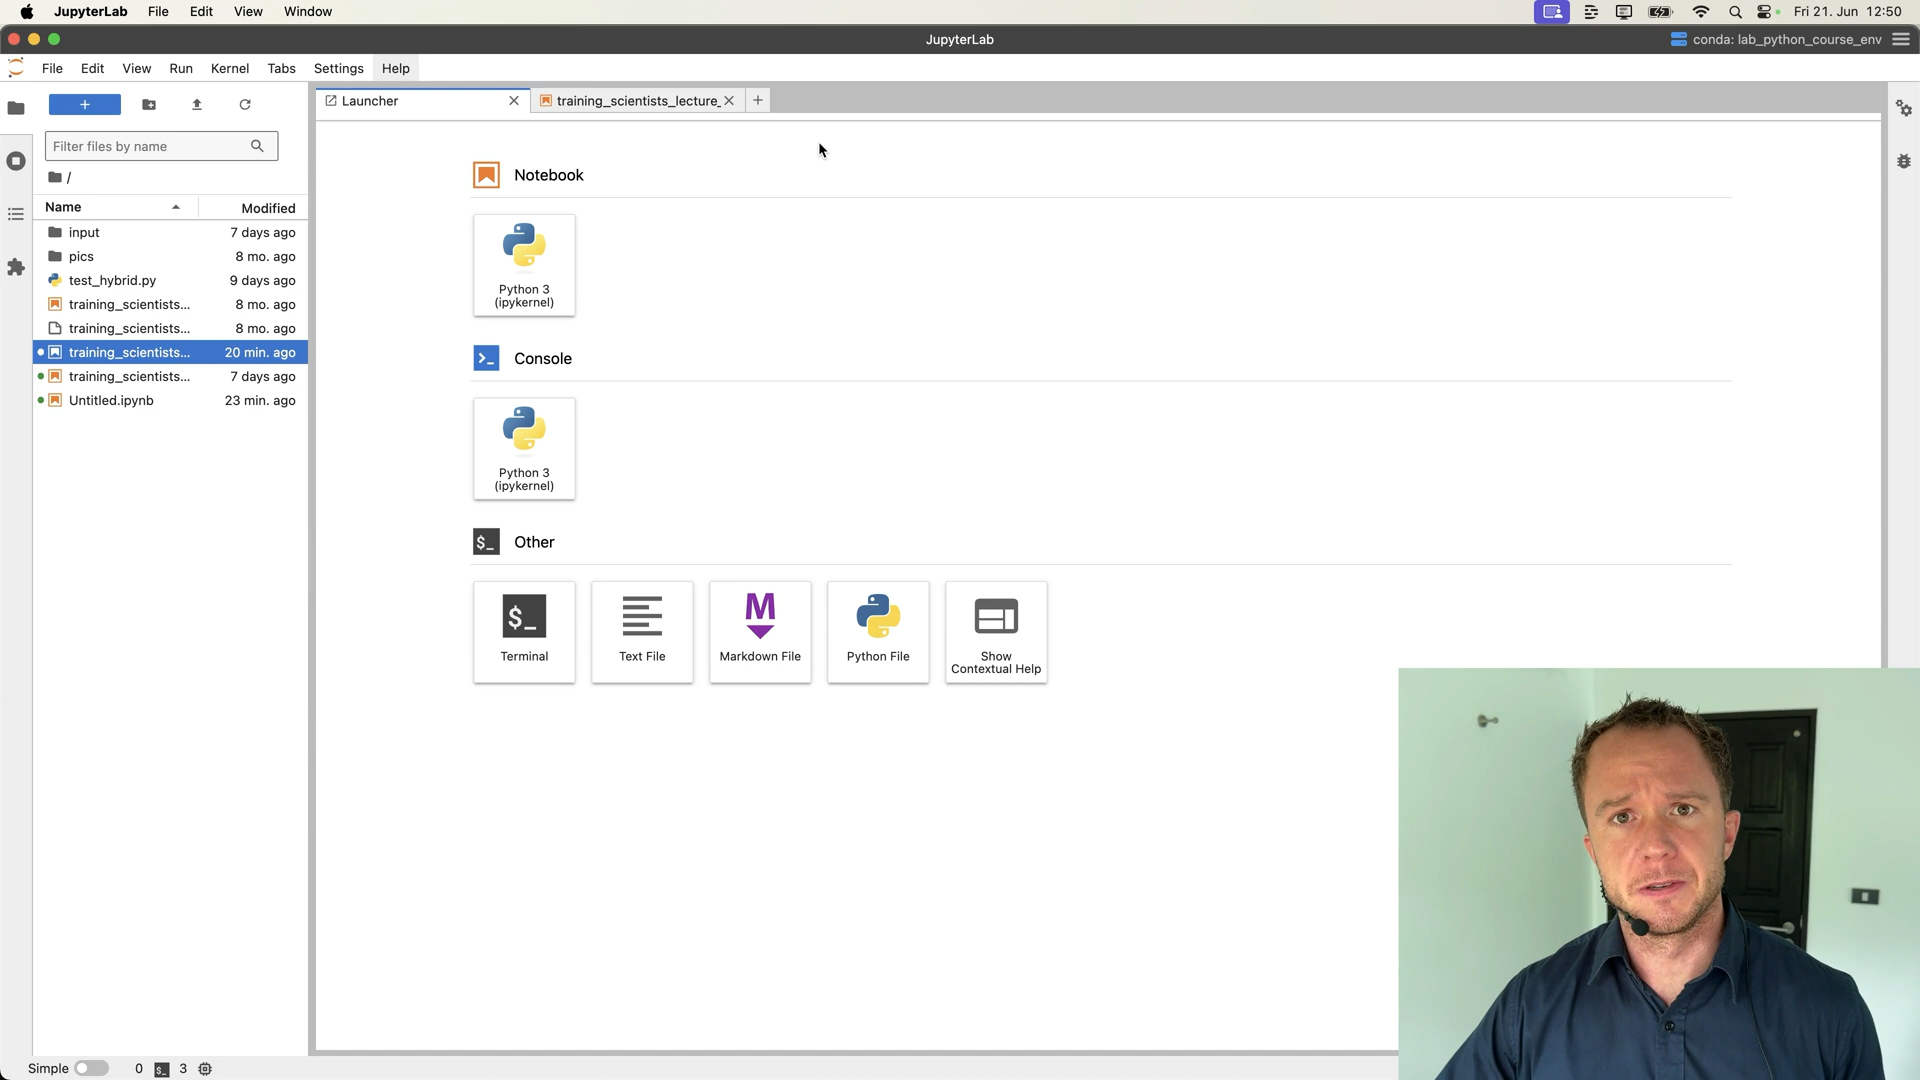 JupyterLab File Edit View Window
Fri 21. Jun 12:50
JupyterLab
conda: lab_python_course_env
File Edit View Run Kernel Tabs Settings Help
+
Launcher
training_scientists_lecture_
Filter files by name
/
Name Modified
input 7 days ago
pics 8 mo. ago
test_hybrid.py 9 days ago
training_scientists... 8 mo. ago
training_scientists... 8 mo. ago
training_scientists... 20 min. ago
training_scientists... 7 days ago
Untitled.ipynb 23 min. ago
Notebook
Python 3
(ipykernel)
>_ Console
Python 3
(ipykernel)
$_ Other
$_
Terminal
Text File
M
Markdown File
Python File
Show
Contextual Help
Simple 0 $_ 3